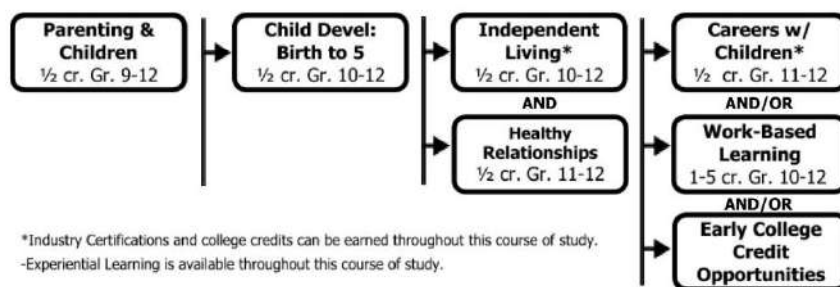 Parenting &
Children
½ cr. Gr. 9-12
Child Devel:
Birth to 5
½ cr. Gr. 10-12
Independent
Living*
½ cr. Gr. 10-12
AND
Healthy
Relationships
½ cr. Gr. 11-12
Careers w/
Children*
½ cr. Gr. 11-12
AND/OR
Work-Based
Learning
1-5 cr. Gr. 10-12
AND/OR
Early College
Credit
Opportunities
*Industry Certifications and college credits can be earned throughout this course of study.
-Experiential Learning is available throughout this course of study.